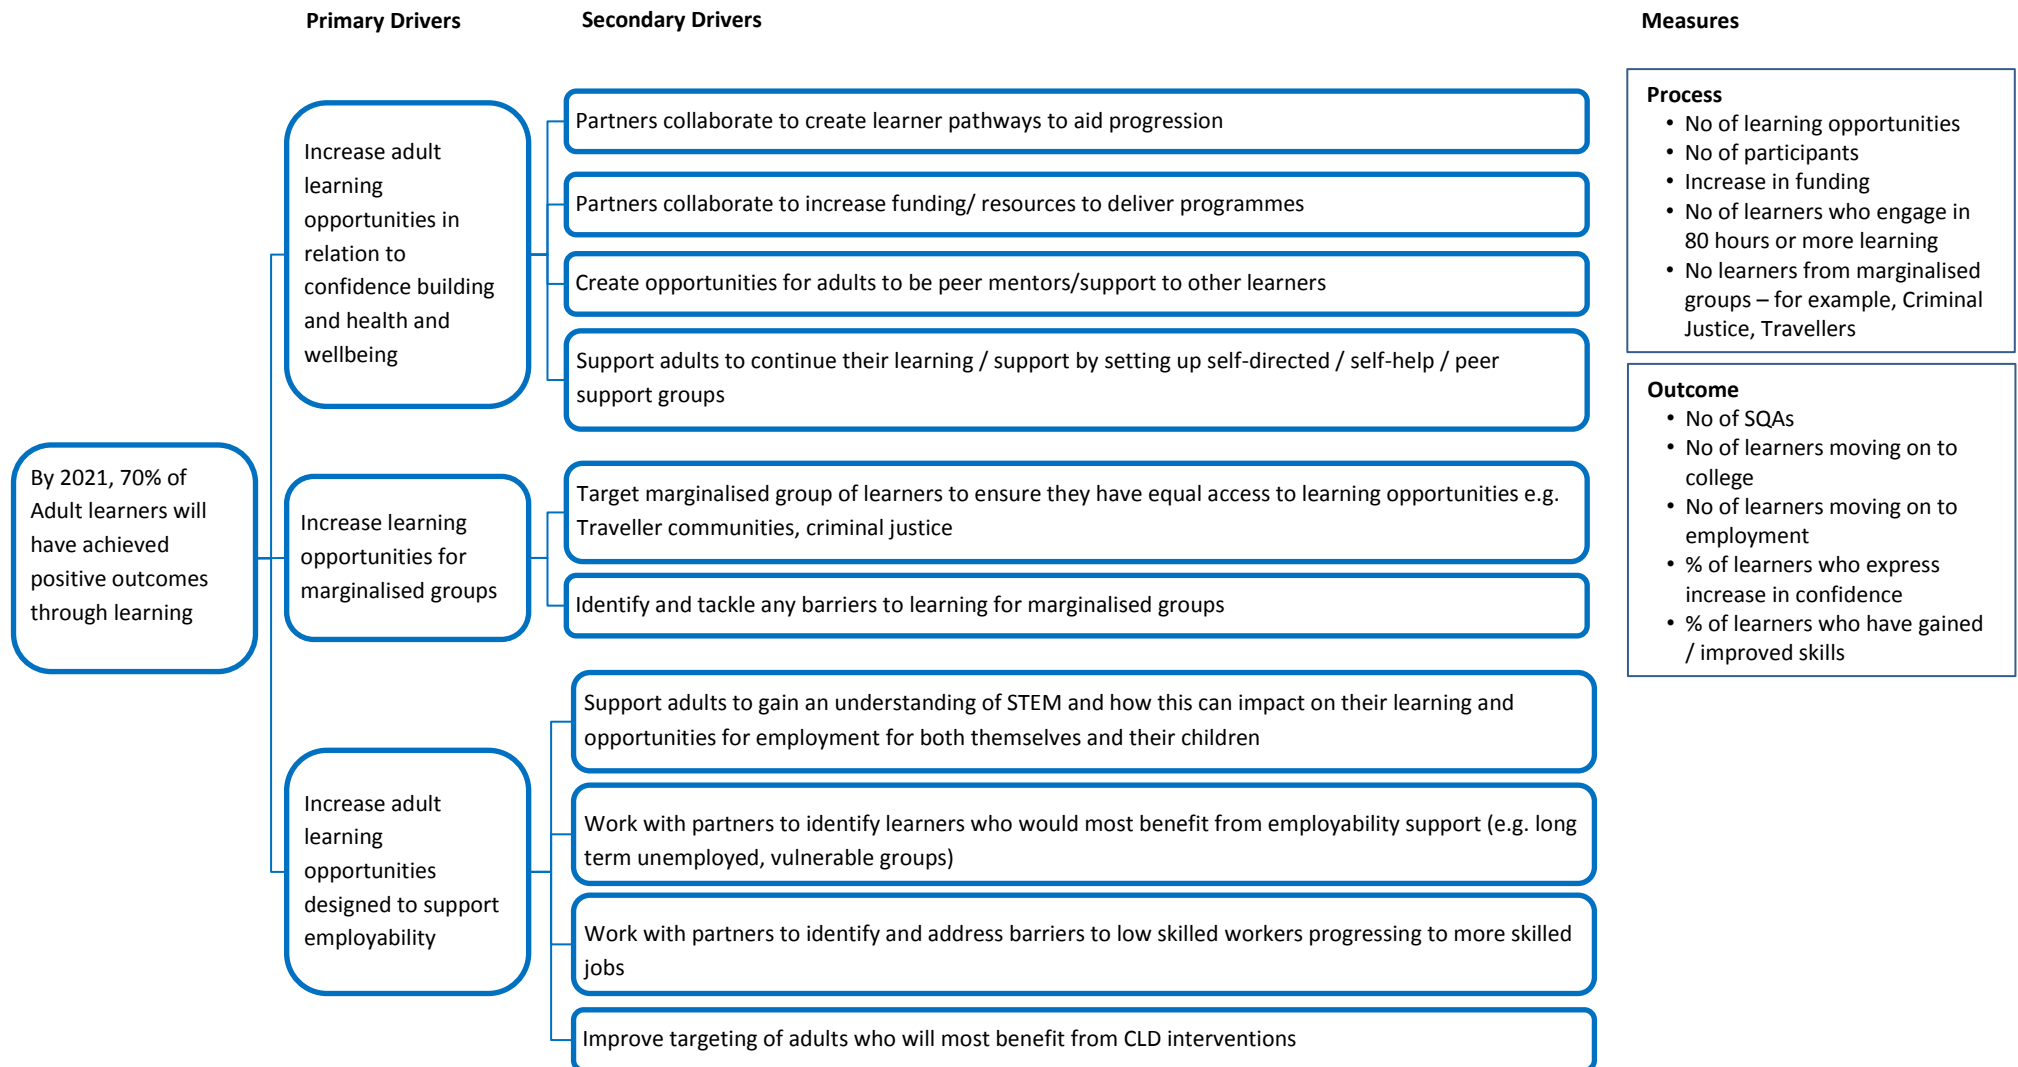 Primary Drivers
Secondary Drivers
Measures
By 2021, 70% of
Adult learners will
have achieved
positive outcomes
through learning
Increase adult
learning
opportunities in
relation to
confidence building
and health and
wellbeing
Partners collaborate to create learner pathways to aid progression
Partners collaborate to increase funding/ resources to deliver programmes
Create opportunities for adults to be peer mentors/support to other learners
Support adults to continue their learning / support by setting up self-directed / self-help / peer
support groups
Increase learning
opportunities for
marginalised groups
Target marginalised group of learners to ensure they have equal access to learning opportunities e.g.
Traveller communities, criminal justice
Identify and tackle any barriers to learning for marginalised groups
Increase adult
learning
opportunities
designed to support
employability
Support adults to gain an understanding of STEM and how this can impact on their learning and
opportunities for employment for both themselves and their children
Work with partners to identify learners who would most benefit from employability support (e.g. long
term unemployed, vulnerable groups)
Work with partners to identify and address barriers to low skilled workers progressing to more skilled
jobs
Improve targeting of adults who will most benefit from CLD interventions
Process
• No of learning opportunities
• No of participants
• Increase in funding
• No of learners who engage in
80 hours or more learning
• No learners from marginalised
groups – for example, Criminal
Justice, Travellers
Outcome
• No of SQAs
• No of learners moving on to
college
• No of learners moving on to
employment
• % of learners who express
increase in confidence
• % of learners who have gained
/ improved skills